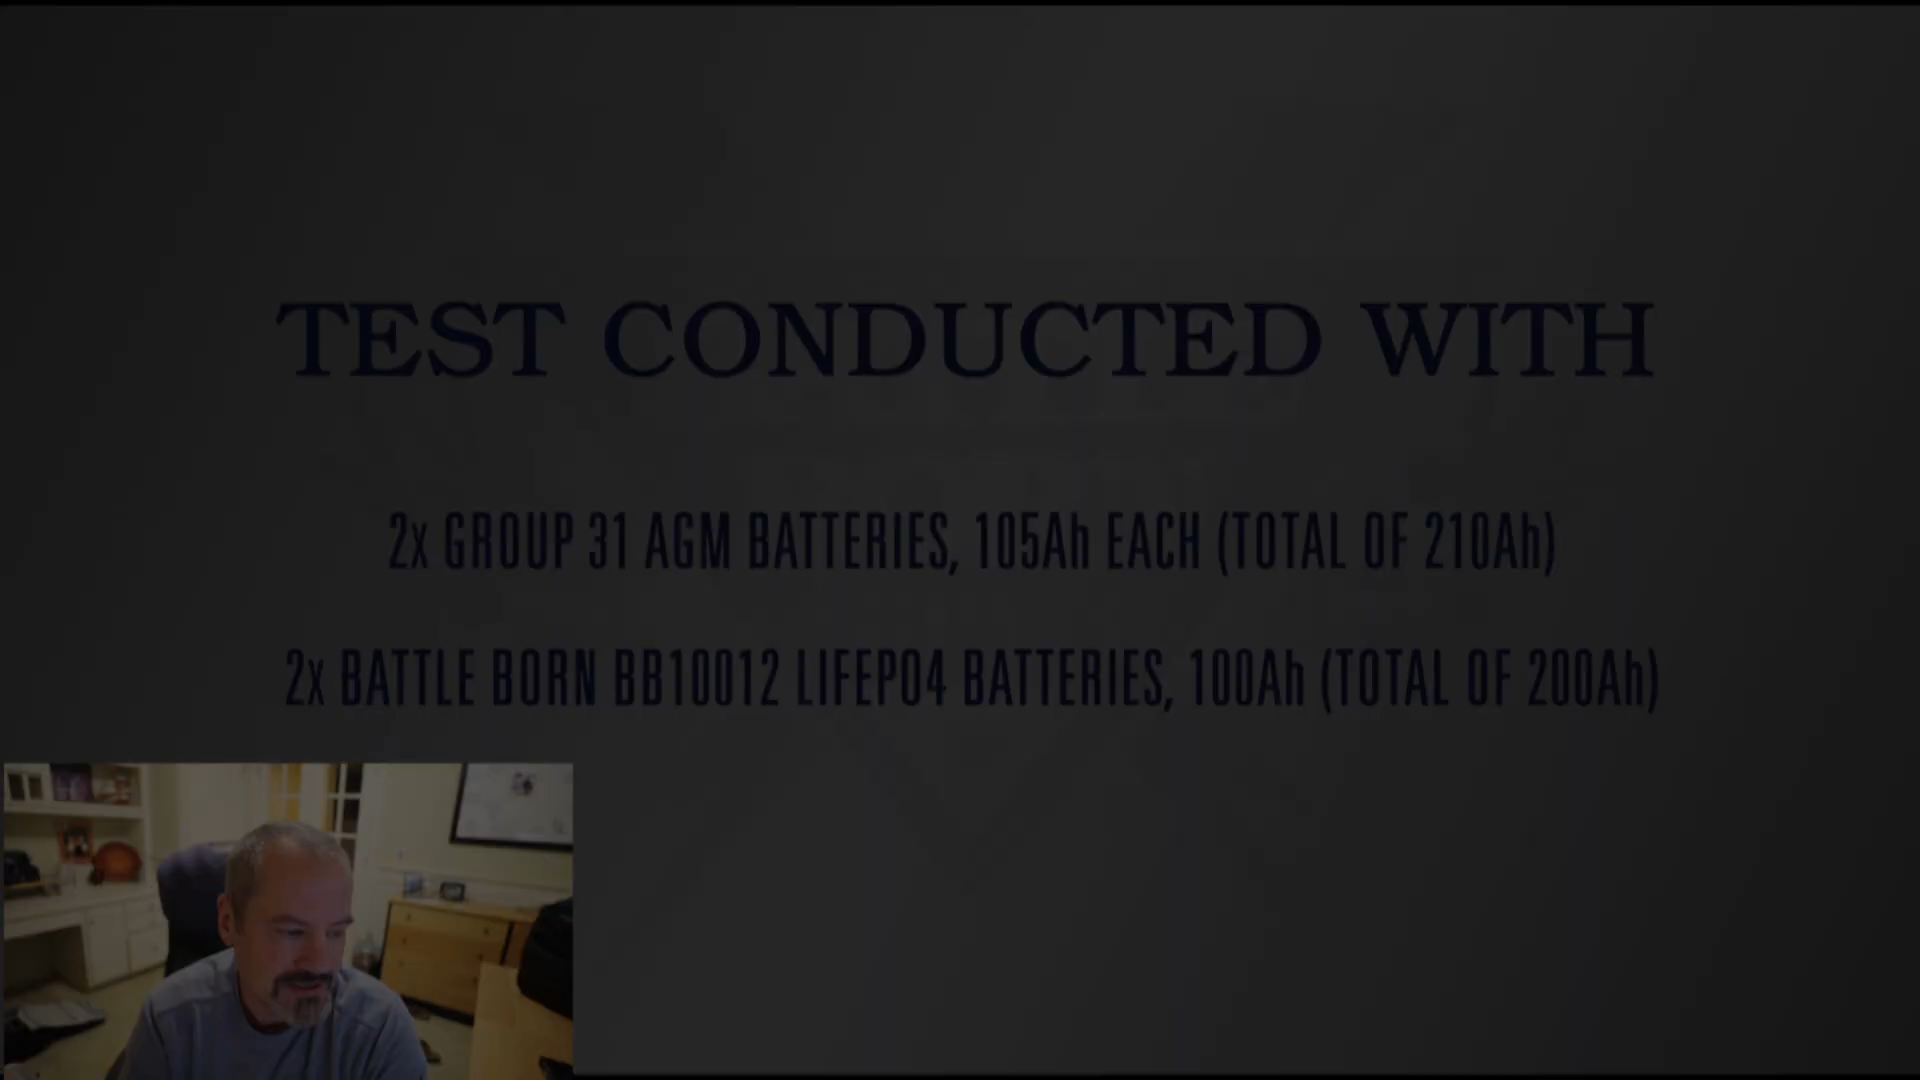 TEST CONDUCTED WITH
2x GROUP 31 AGM BATTERIES, 105Ah EACH (TOTAL OF 210Ah)
2x BATTLE BORN BB10012 LIFEPO4 BATTERIES, 100Ah (TOTAL OF 200Ah)